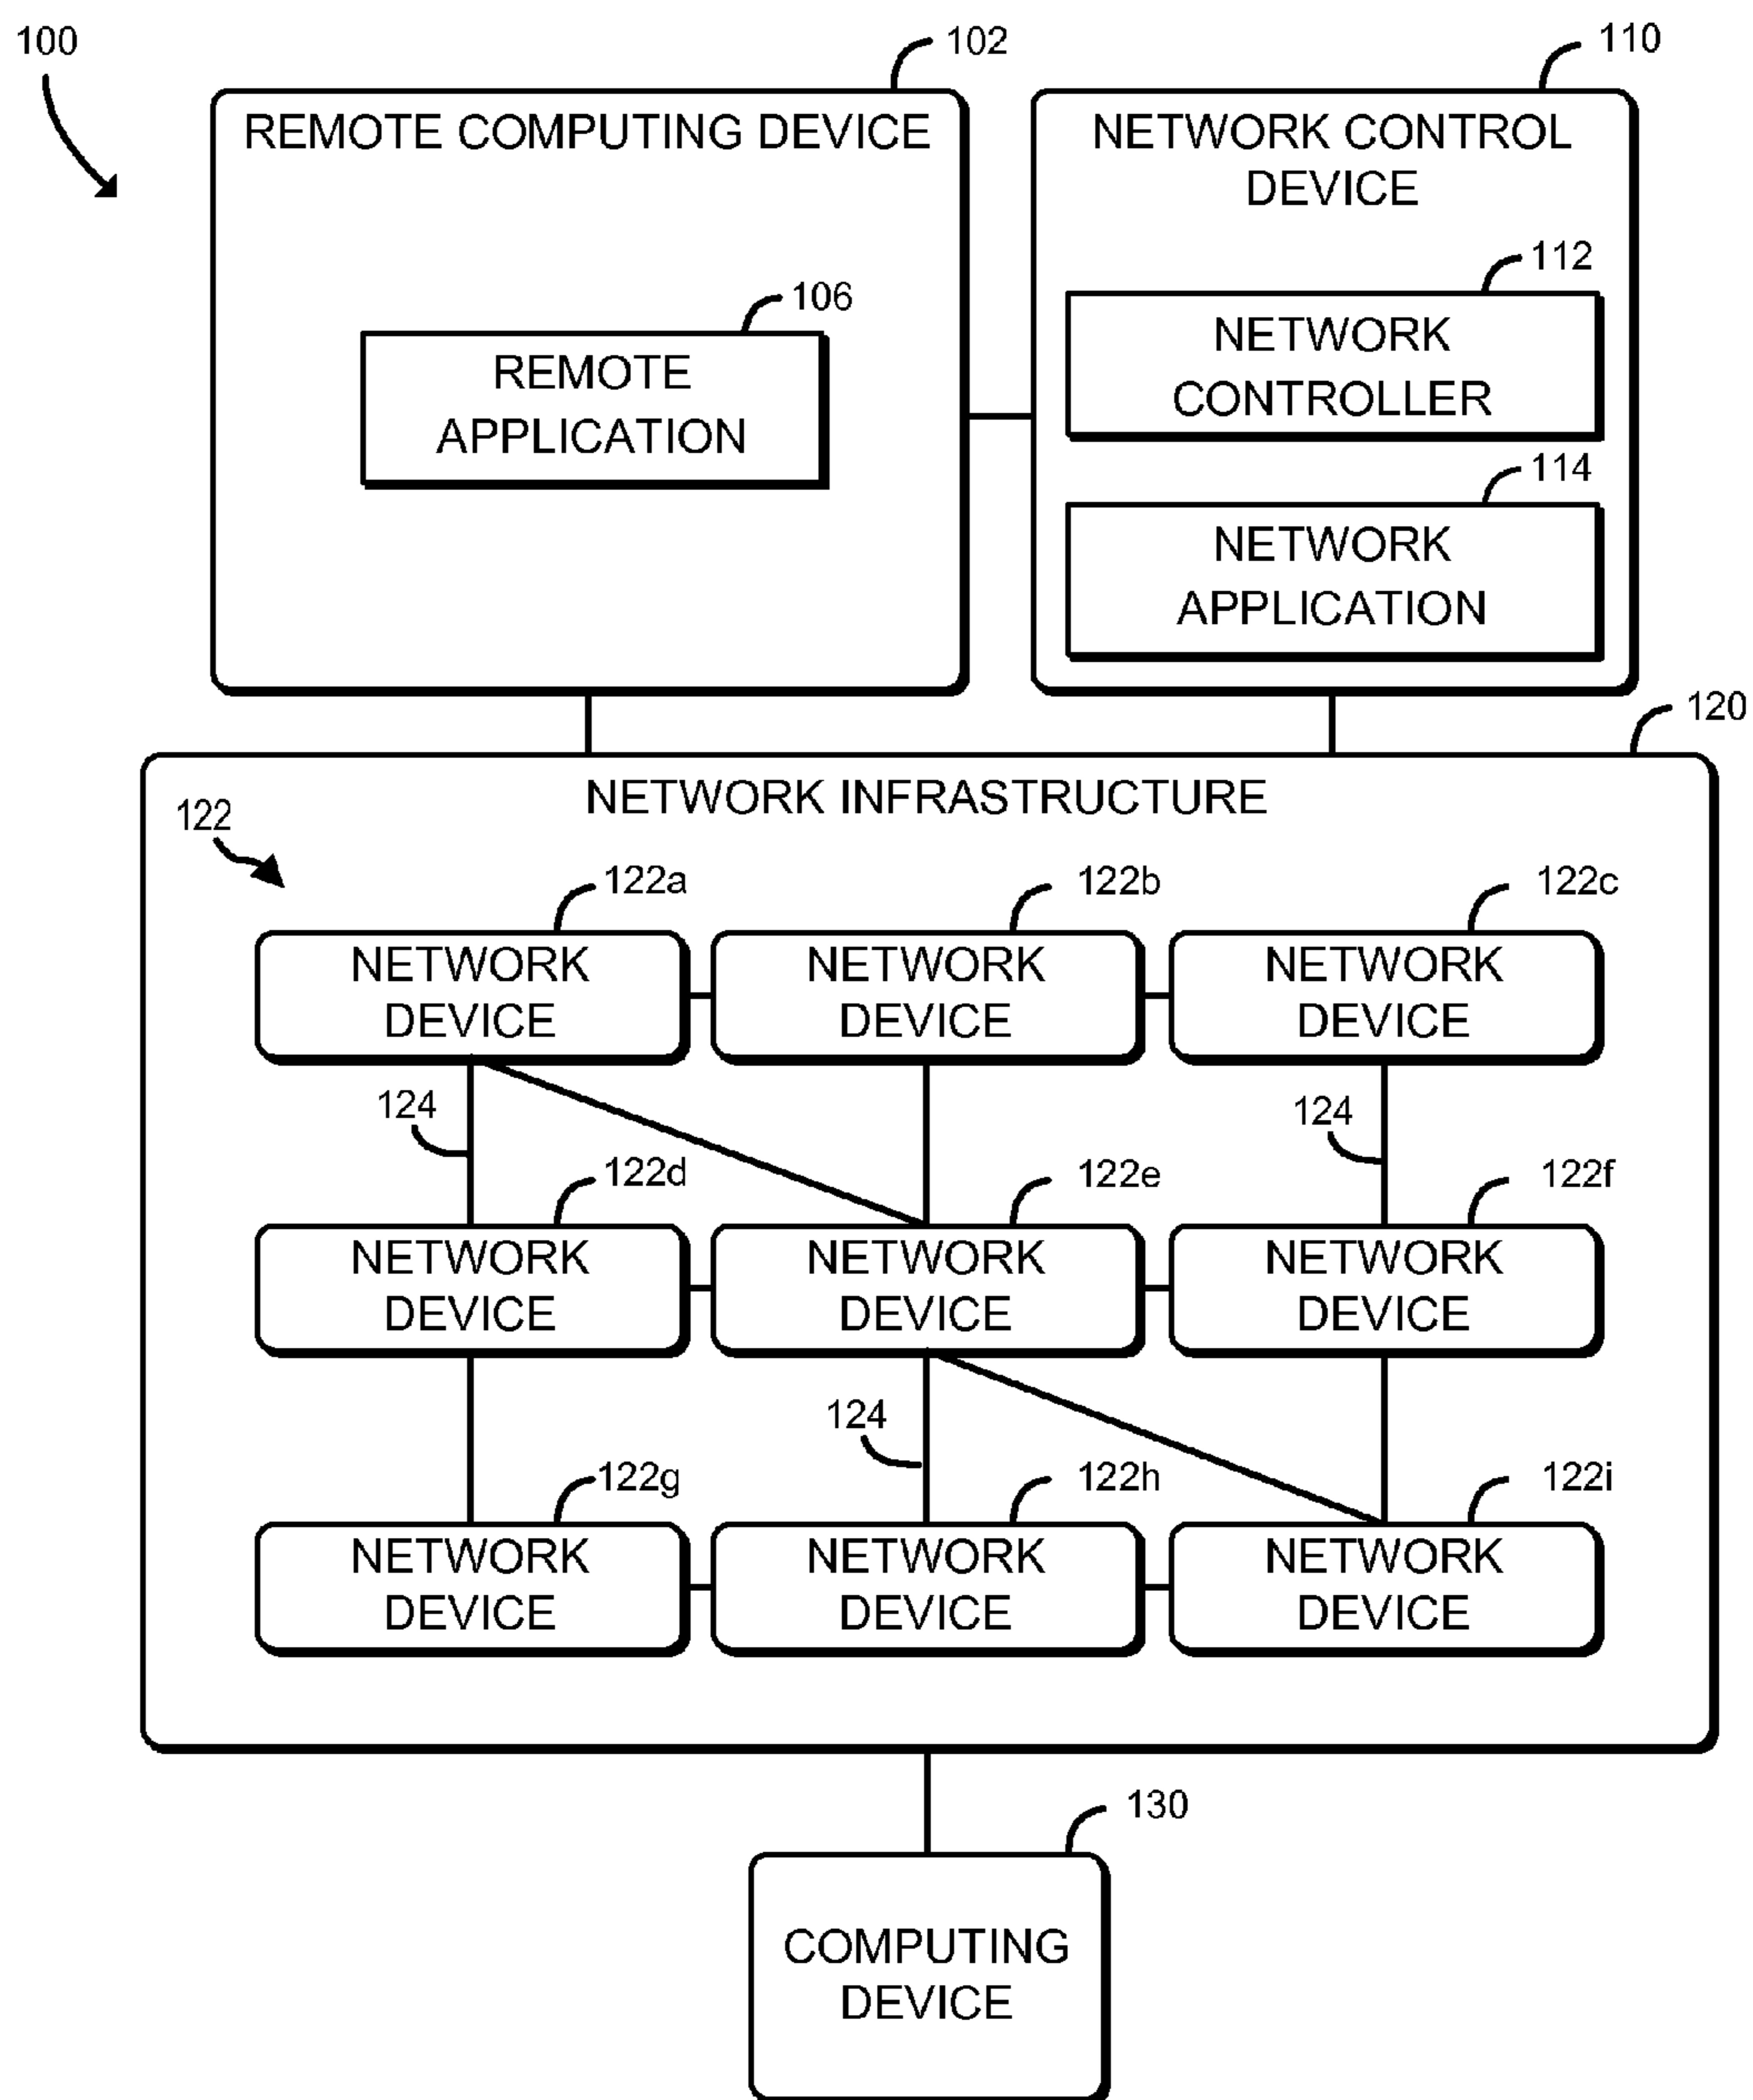 100
102
REMOTE COMPUTING DEVICE
106
REMOTE
APPLICATION
110
NETWORK CONTROL
DEVICE
112
NETWORK
CONTROLLER
114
NETWORK
APPLICATION
120
NETWORK INFRASTRUCTURE
122
122a
NETWORK
DEVICE
122b
NETWORK
DEVICE
122c
NETWORK
DEVICE
124
124
122d
NETWORK
DEVICE
122e
NETWORK
DEVICE
122f
NETWORK
DEVICE
124
122g
NETWORK
DEVICE
122h
NETWORK
DEVICE
122i
NETWORK
DEVICE
130
COMPUTING
DEVICE